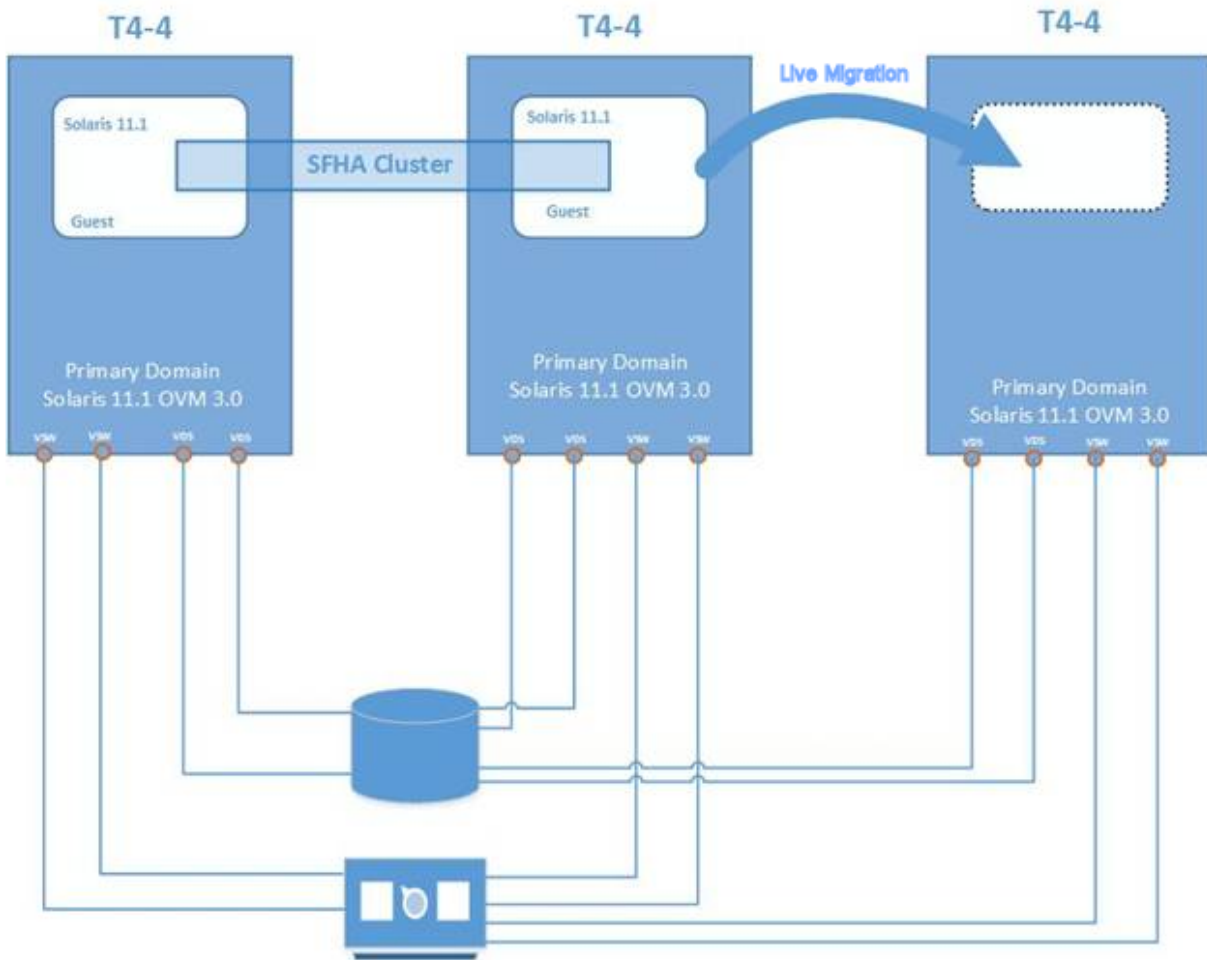 T4-4
T4-4
T4-4
Live Migration
Solaris 11.1
Guest
SFHA Cluster
Solaris 11.1
Guest
Primary Domain
Solaris 11.1 OVM 3.0
Primary Domain
Solaris 11.1 OVM 3.0
Primary Domain
Solaris 11.1 OVM 3.0
VSW VSW VDS VDS
VDS VDS VSW VSW
VDS VDS VSW VSW